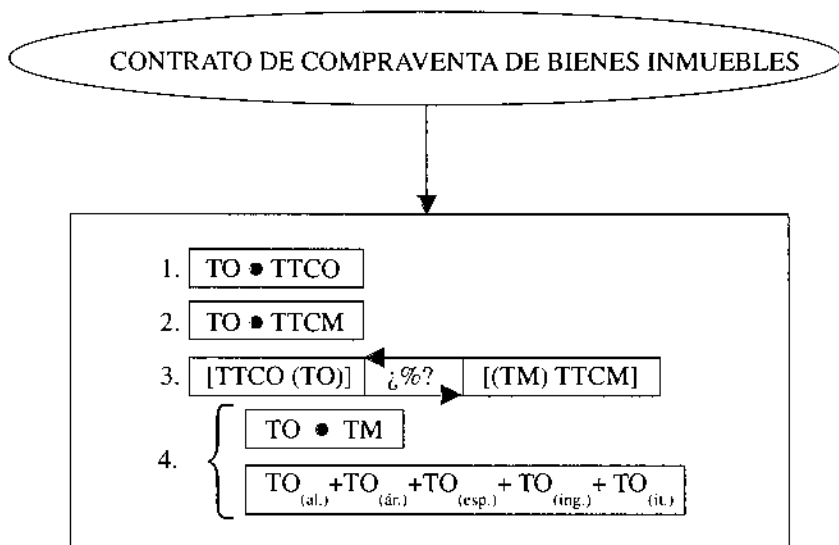 CONTRATO DE COMPRAVENTA DE BIENES INMUEBLES
1. TO ● TTCO
2. TO ● TTCM
3. [TTCO (TO)] ¿%? [(TM) TTCM]
4. TO ● TM
TO (al.) +TO (ár.) +TO (esp.) + TO (ing.) + TO (it.)